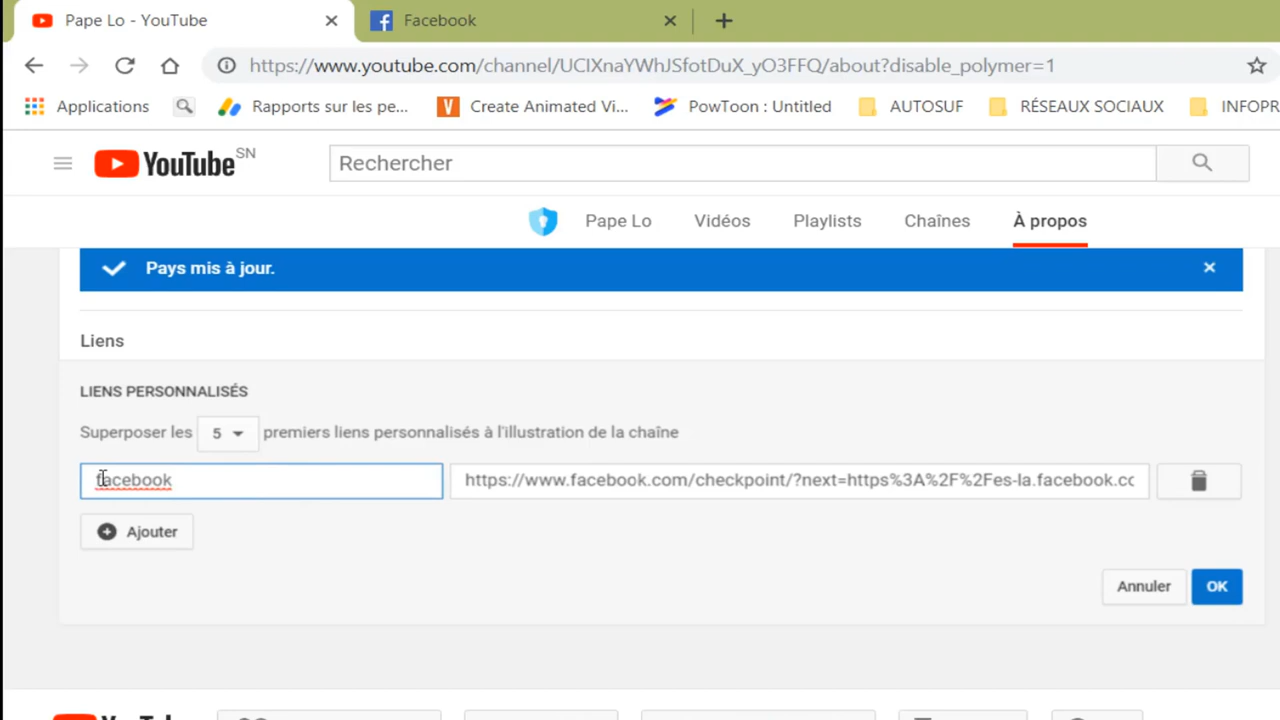 Pape Lo - YouTube
Facebook
https://www.youtube.com/channel/UCIXnaYWhJSfotDuX_yO3FFQ/about?disable_polymer=1
Applications
Rapports sur les pe...
Create Animated Vi...
PowToon : Untitled
AUTOSUF
RÉSEAUX SOCIAUX
INFOPR
YouTube SN
Rechercher
Pape Lo
Vidéos
Playlists
Chaînes
À propos
Pays mis à jour.
Liens
LIENS PERSONNALISÉS
Superposer les 5 premiers liens personnalisés à l'illustration de la chaîne
facebook
https://www.facebook.com/checkpoint/?next=https%3A%2F%2Fes-la.facebook.cc
Ajouter
Annuler
OK